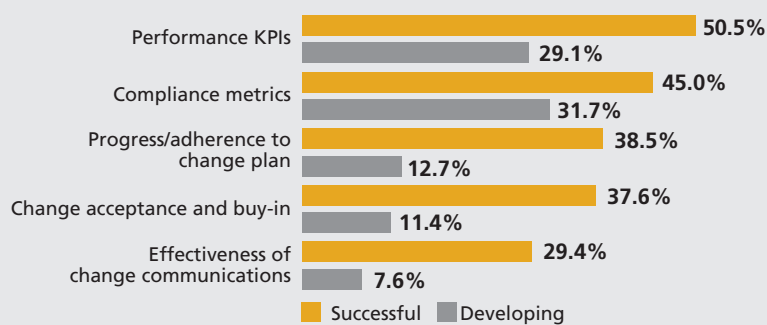 Performance KPIs
50.5%
29.1%
Compliance metrics
45.0%
31.7%
Progress/adherence to
change plan
38.5%
12.7%
Change acceptance and buy-in
37.6%
11.4%
Effectiveness of
change communications
29.4%
7.6%
Successful Developing